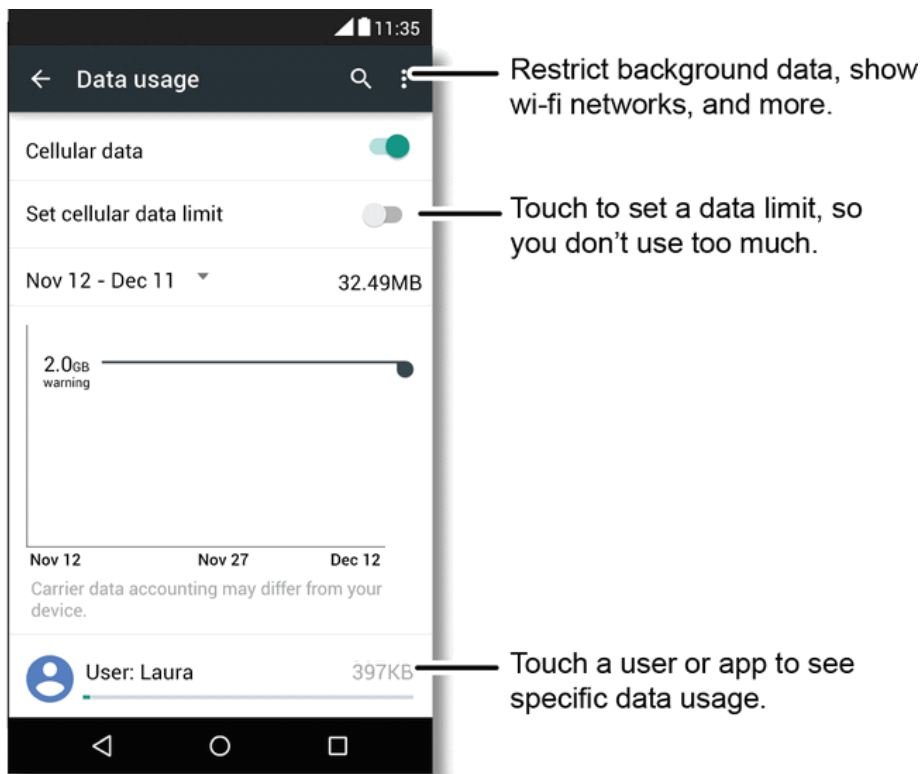 11:35
Data usage
Restrict background data, show
wi-fi networks, and more.
Cellular data
Set cellular data limit
Touch to set a data limit, so
you don’t use too much.
Nov 12 - Dec 11
32.49MB
2.0GB
warning
Nov 12 Nov 27 Dec 12
Carrier data accounting may differ from your
device.
User: Laura
397KB
Touch a user or app to see
specific data usage.